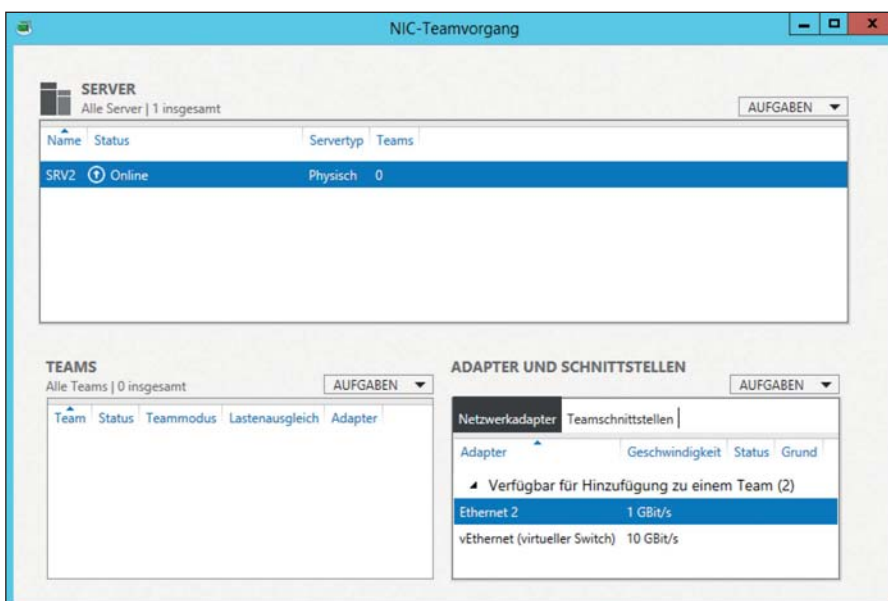 NIC-Teamvorgang
SERVER
Alle Server | 1 insgesamt
AUFGABEN
Name Status Servertyp Teams
SRV2 Online Physisch 0
TEAMS
Alle Teams | 0 insgesamt
AUFGABEN
Team Status Teammodus Lastenausgleich Adapter
ADAPTER UND SCHNITTSTELLEN
AUFGABEN
Netzwerkadapter Teamschnittstellen
Adapter Geschwindigkeit Status Grund
Verfügbar für Hinzufügung zu einem Team (2)
Ethernet 2 1 GBit/s
vEthernet (virtueller Switch) 10 GBit/s